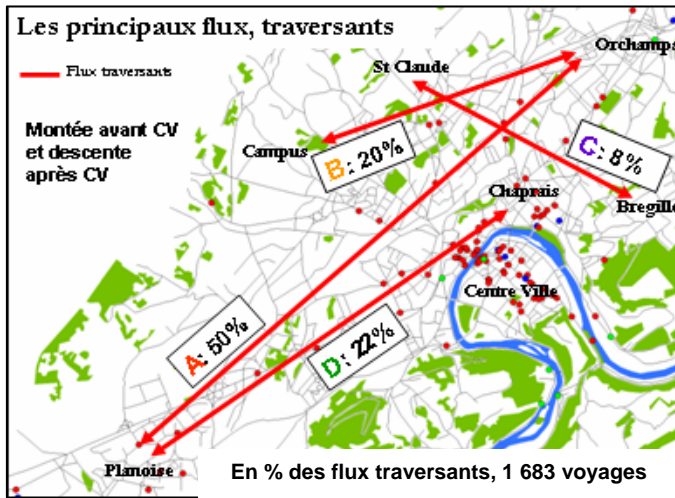 Les principaux flux, traversants
Flux traversants
Orchamps
St Claude
Montée avant CV
et descente
après CV
Campus
B: 20%
C: 8%
Chaprais
Bregille
Centre Ville
A: 50%
D: 22%
Planoise
En % des flux traversants, 1 683 voyages